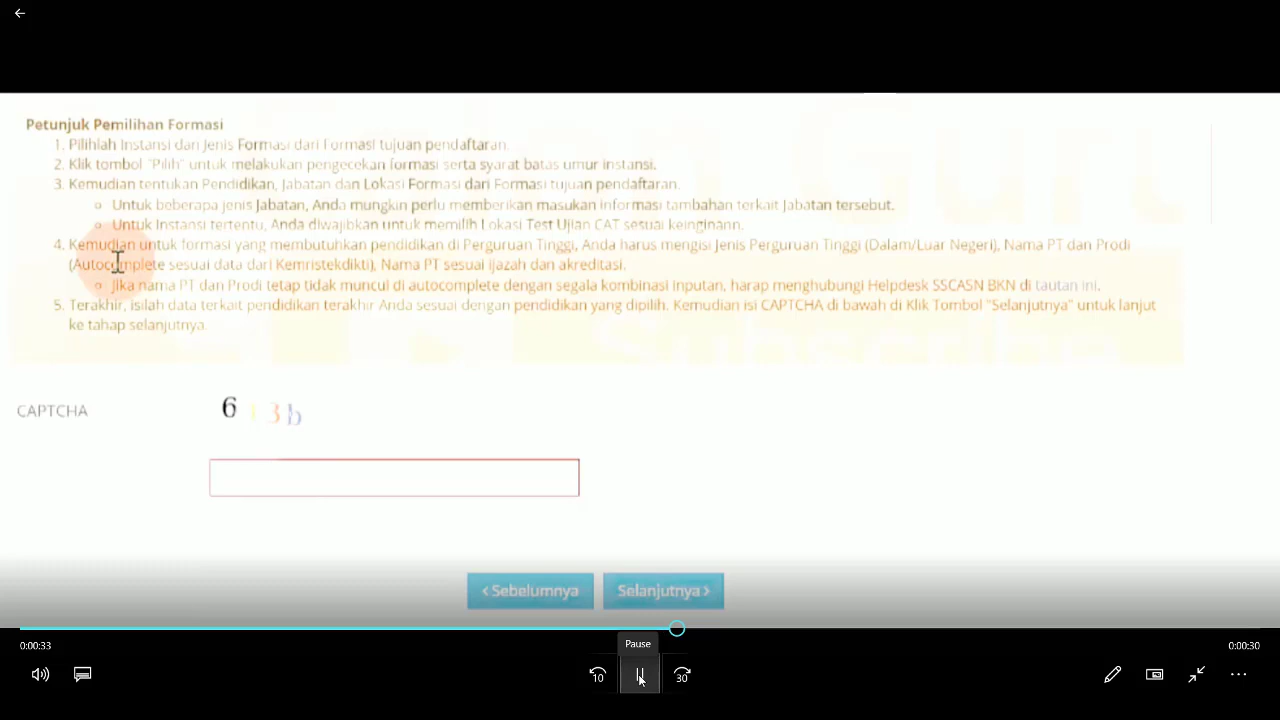 Petunjuk Pemilihan Formasi
1. Pilihlah Instansi dan Jenis Formasi dari Formasi tujuan pendaftaran.
2. Klik tombol "Pilih" untuk melakukan pengecekan formasi serta syarat batas umur instansi.
3. Kemudian tentukan Pendidikan, Jabatan dan Lokasi Formasi dari Formasi tujuan pendaftaran.
Untuk beberapa jenis Jabatan, Anda mungkin perlu memberikan masukan informasi tambahan terkait Jabatan tersebut.
Untuk Instansi tertentu, Anda diwajibkan untuk memilih Lokasi Test Ujian CAT sesuai keinginann.
4. Kemudian untuk formasi yang membutuhkan pendidikan di Perguruan Tinggi, Anda harus mengisi Jenis Perguruan Tinggi (Dalam/Luar Negeri), Nama PT dan Prodi
(Autocomplete sesuai data dari Kemristekdikti), Nama PT sesuai ijazah dan akreditasi.
Jika nama PT dan Prodi tetap tidak muncul di autocomplete dengan segala kombinasi inputan, harap menghubungi Helpdesk SSCASN BKN di tautan ini.
5. Terakhir, isilah data terkait pendidikan terakhir Anda sesuai dengan pendidikan yang dipilih. Kemudian isi CAPTCHA di bawah di Klik Tombol "Selanjutnya" untuk lanjut
ke tahap selanjutnya.
CAPTCHA
6 3 b
< Sebelumnya
Selanjutnya >
Pause
0:00:33
0:00:30
10
30